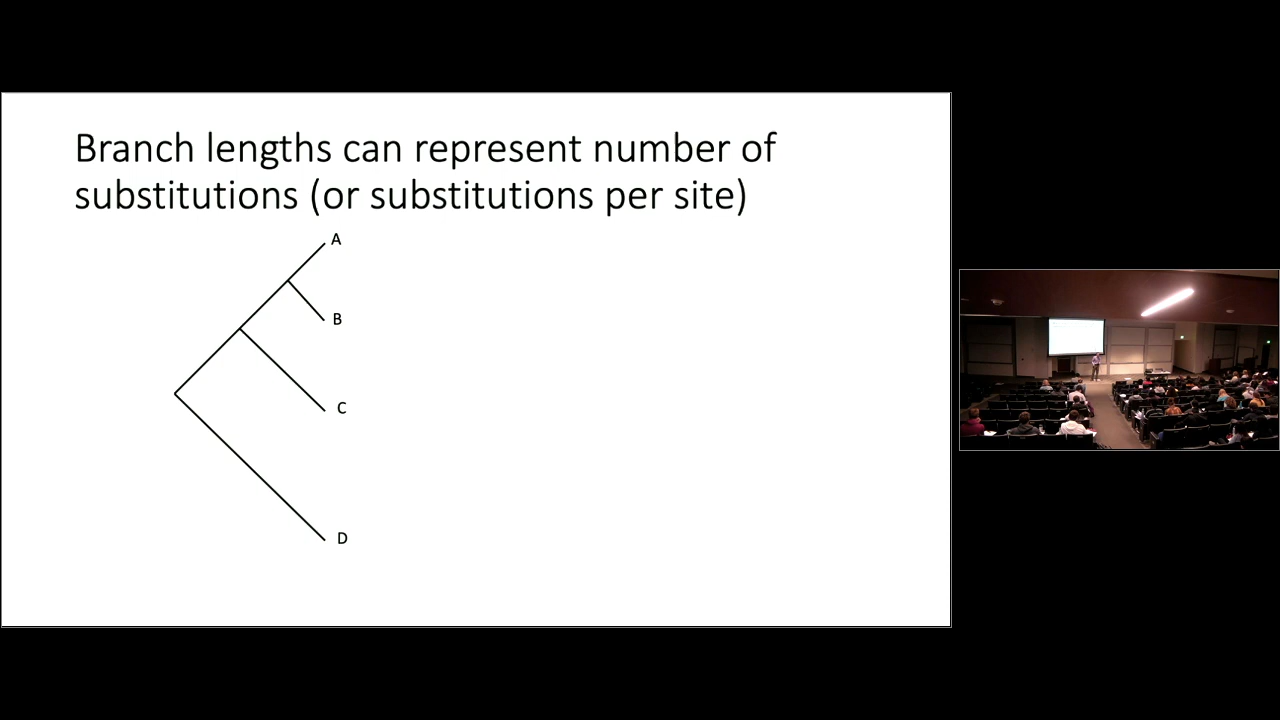 Branch lengths can represent number of
substitutions (or substitutions per site)
A
B
C
D